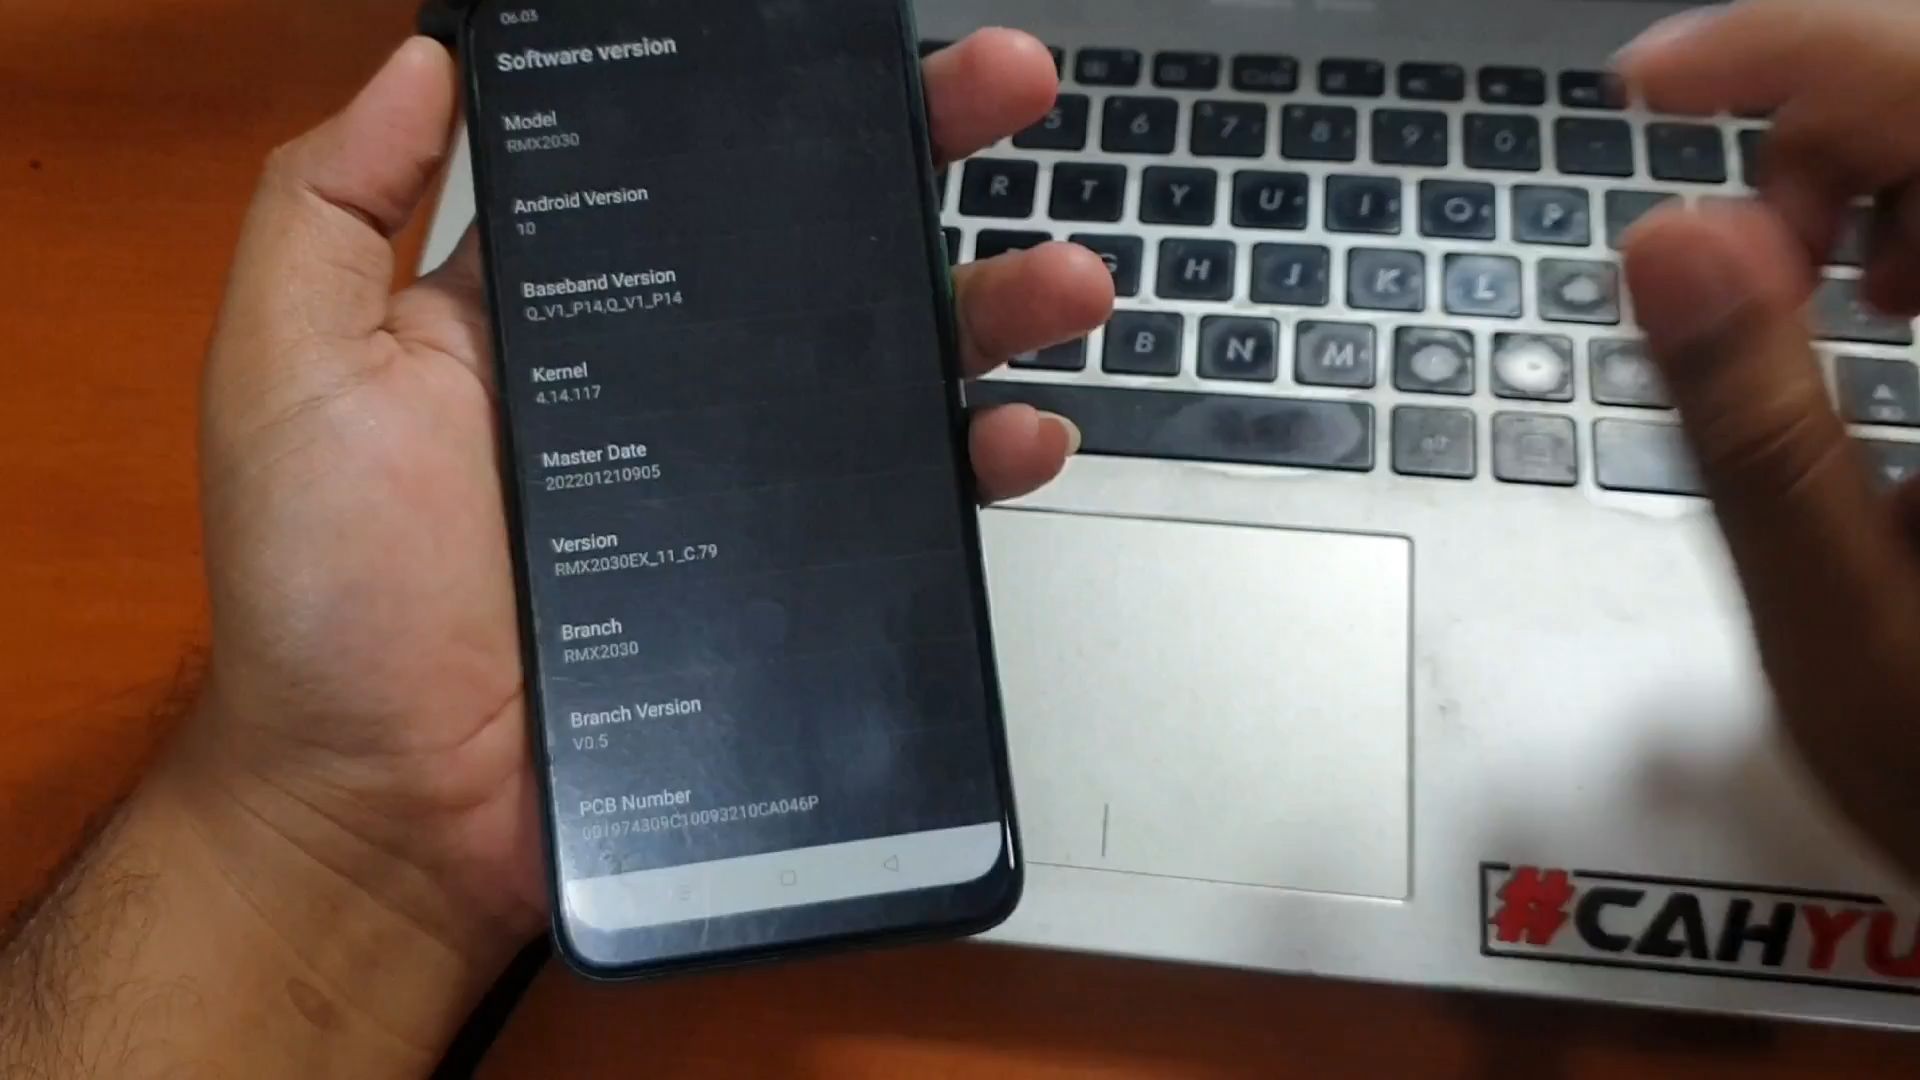 06.03
Software version
Model
RMX2030
Android Version
10
Baseband Version
Q_V1_P14,Q_V1_P14
Kernel
4.14.117
Master Date
202201210905
Version
RMX2030EX_11_C.79
Branch
RMX2030
Branch Version
V0.5
PCB Number
001974309C10093210CA046P
5 6 7 8 9 0
R T Y U I O P
G H J K L
B N M
#CAHYU